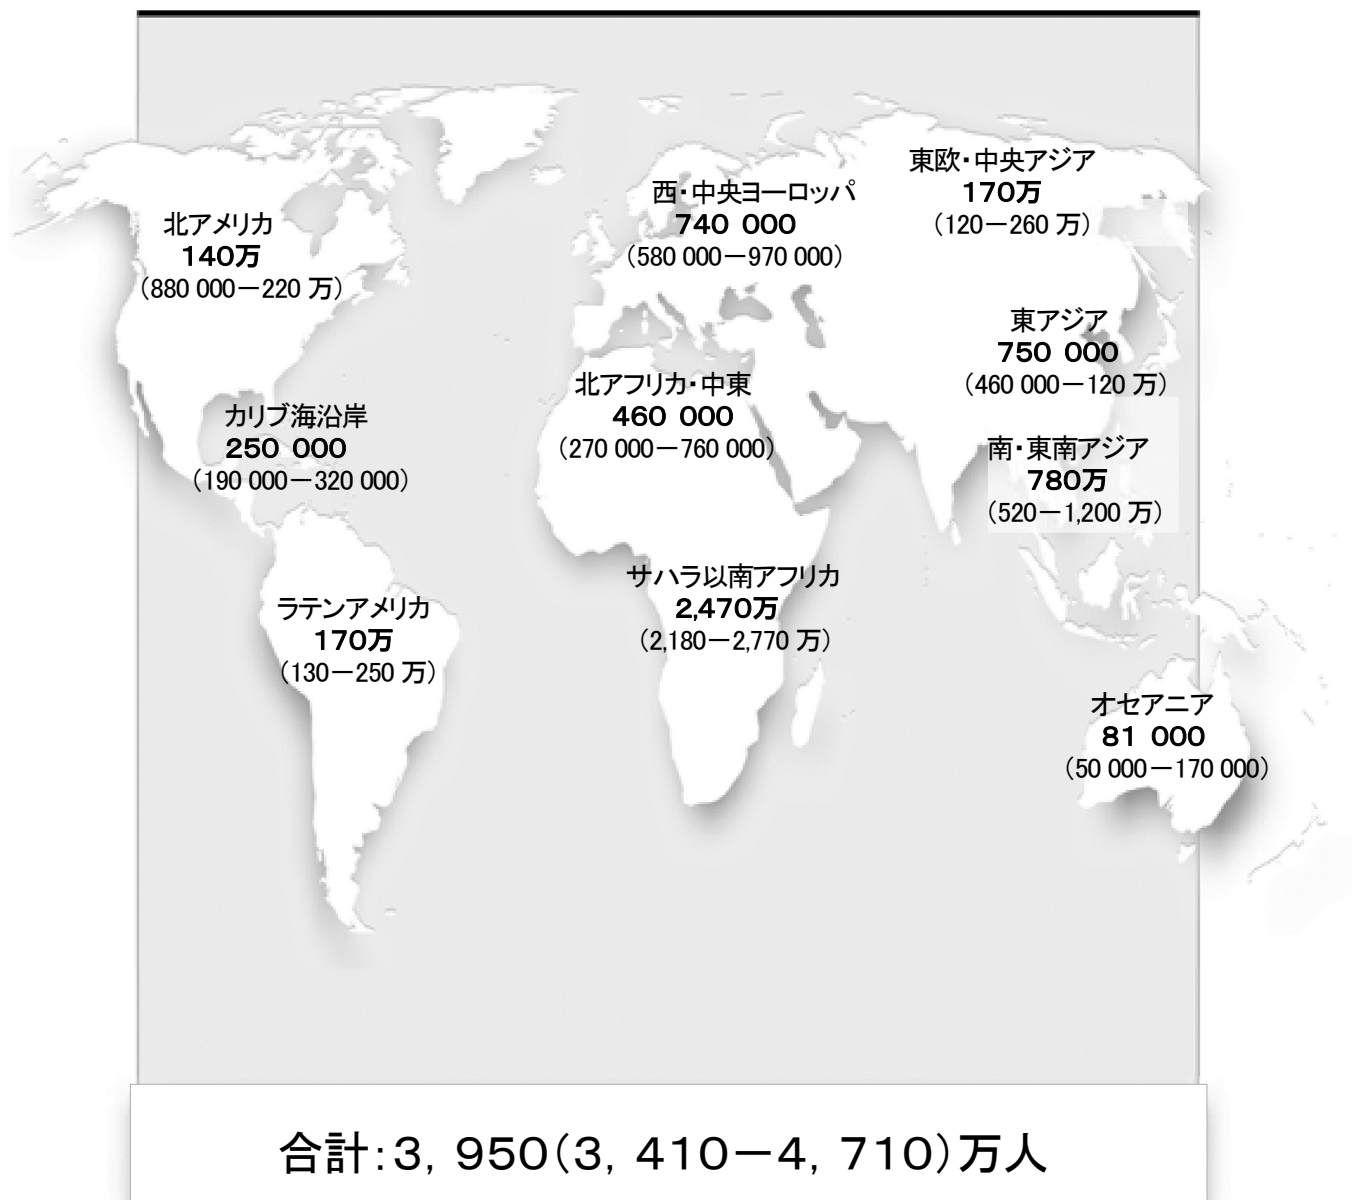 東欧・中央アジア
170万
（120－260 万）
西・中央ヨーロッパ
740 000
（580 000－970 000）
北アメリカ
140万
（880 000－220 万）
東アジア
750 000
（460 000－120 万）
北アフリカ・中東
460 000
（270 000－760 000）
カリブ海沿岸
250 000
（190 000－320 000）
南・東南アジア
780万
（520－1,200 万）
サハラ以南アフリカ
2,470万
（2,180－2,770 万）
ラテンアメリカ
170万
（130－250 万）
オセアニア
81 000
（50 000－170 000）
合計：３，９５０（３，４１０－４，７１０）万人